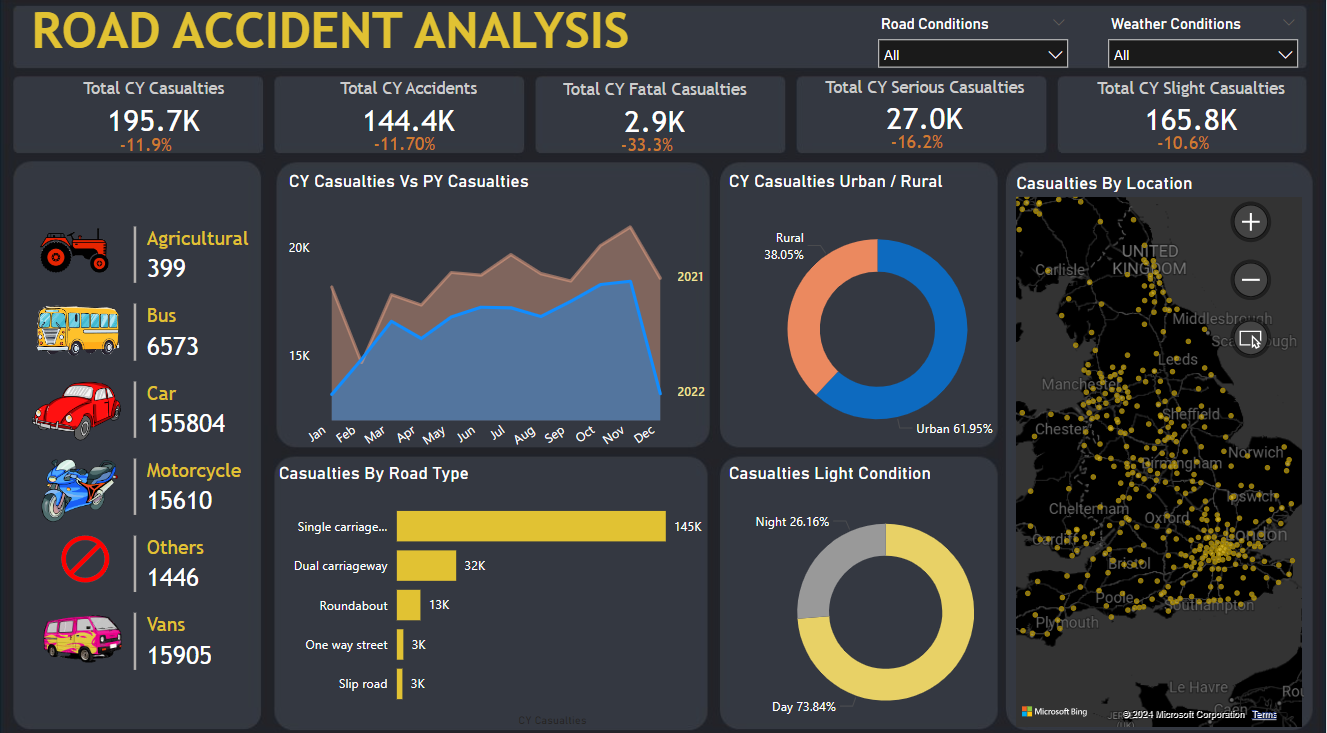 ROAD ACCIDENT ANALYSIS
Road Conditions
All
Weather Conditions
All
Total CY Casualties
195.7K
-11.9%
Total CY Accidents
144.4K
-11.70%
Total CY Fatal Casualties
2.9K
-33.3%
Total CY Serious Casualties
27.0K
-16.2%
Total CY Slight Casualties
165.8K
-10.6%
Agricultural
399
Bus
6573
Car
155804
Motorcycle
15610
Others
1446
Vans
15905
CY Casualties Vs PY Casualties
20K
15K
2021
2022
Jan
Feb
Mar
Apr
May
Jun
Jul
Aug
Sep
Oct
Nov
Dec
CY Casualties Urban / Rural
Rural
38.05%
Urban 61.95%
Casualties By Road Type
Single carriage...
145K
Dual carriageway
32K
Roundabout
13K
One way street
3K
Slip road
3K
CY Casualties
Casualties Light Condition
Night 26.16%
Day 73.84%
Casualties By Location
UNITED
KINGDOM
Carlisle
Middlesbrough
Leeds
Manchester
Sheffield
Chester
Norwich
Birmingham
Ipswich
Cheltenham
Oxford
Cardiff
London
Bristol
Poole
Southampton
Plymouth
Le Havre
Caen
Microsoft Bing
© 2024 Microsoft Corporation
Terms